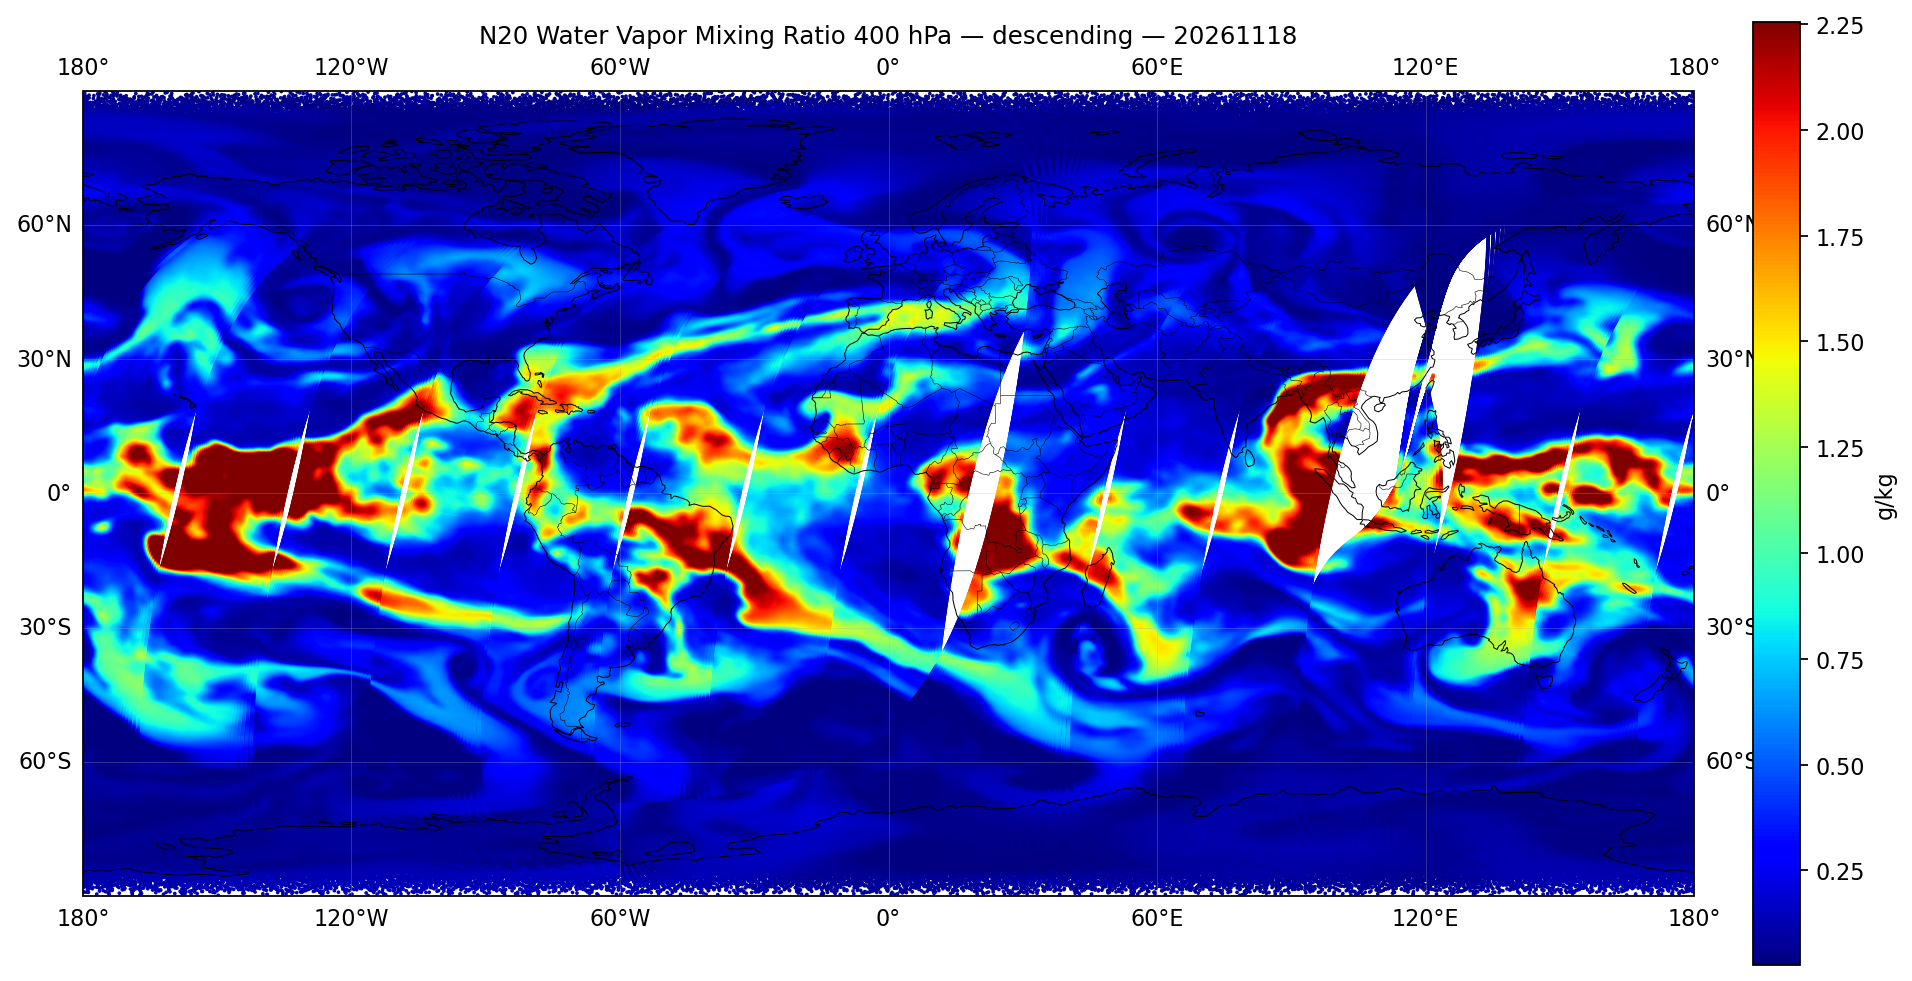 N20 Water Vapor Mixing Ratio 400 hPa — descending — 20261118
180° 120°W 60°W 0° 60°E 120°E 180°
2.25
2.00
1.75
1.50
1.25
1.00
0.75
0.50
0.25
g/kg
60°N 60°N
30°N 30°N
0° 0°
30°S 30°S
60°S 60°S
180° 120°W 60°W 0° 60°E 120°E 180°